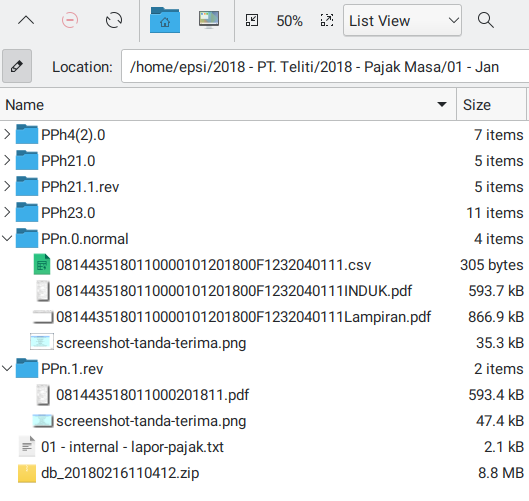 50% List View
Location: /home/epsi/2018 - PT. Teliti/2018 - Pajak Masa/01 - Jan
Name Size
PPh4(2).0 7 items
PPh21.0 5 items
PPh21.1.rev 5 items
PPh23.0 11 items
PPn.0.normal 4 items
0814435180110000101201800F1232040111.csv 305 bytes
0814435180110000101201800F1232040111INDUK.pdf 593.7 kB
0814435180110000101201800F1232040111Lampiran.pdf 866.9 kB
screenshot-tanda-terima.png 35.3 kB
PPn.1.rev 2 items
081443518011000201811.pdf 593.4 kB
screenshot-tanda-terima.png 47.4 kB
01 - internal - lapor-pajak.txt 2.1 kB
db_20180216110412.zip 8.8 MB